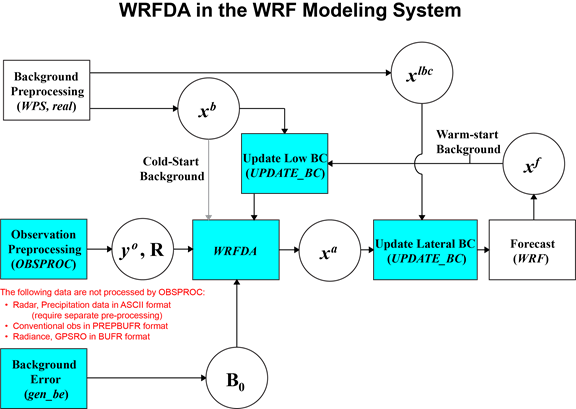 WRFDA in the WRF Modeling System
Background
Preprocessing
(WPS, real)
x^b
x^lbc
Cold-Start
Background
Update Low BC
(UPDATE_BC)
Warm-start
Background
x^f
Observation
Preprocessing
(OBSPROC)
y^o, R
WRFDA
x^a
Update Lateral BC
(UPDATE_BC)
Forecast
(WRF)
The following data are not processed by OBSPROC:
• Radar, Precipitation data in ASCII format
(require separate pre-processing)
• Conventional obs in PREPBUFR format
• Radiance, GPSRO in BUFR format
Background
Error
(gen_be)
B₀